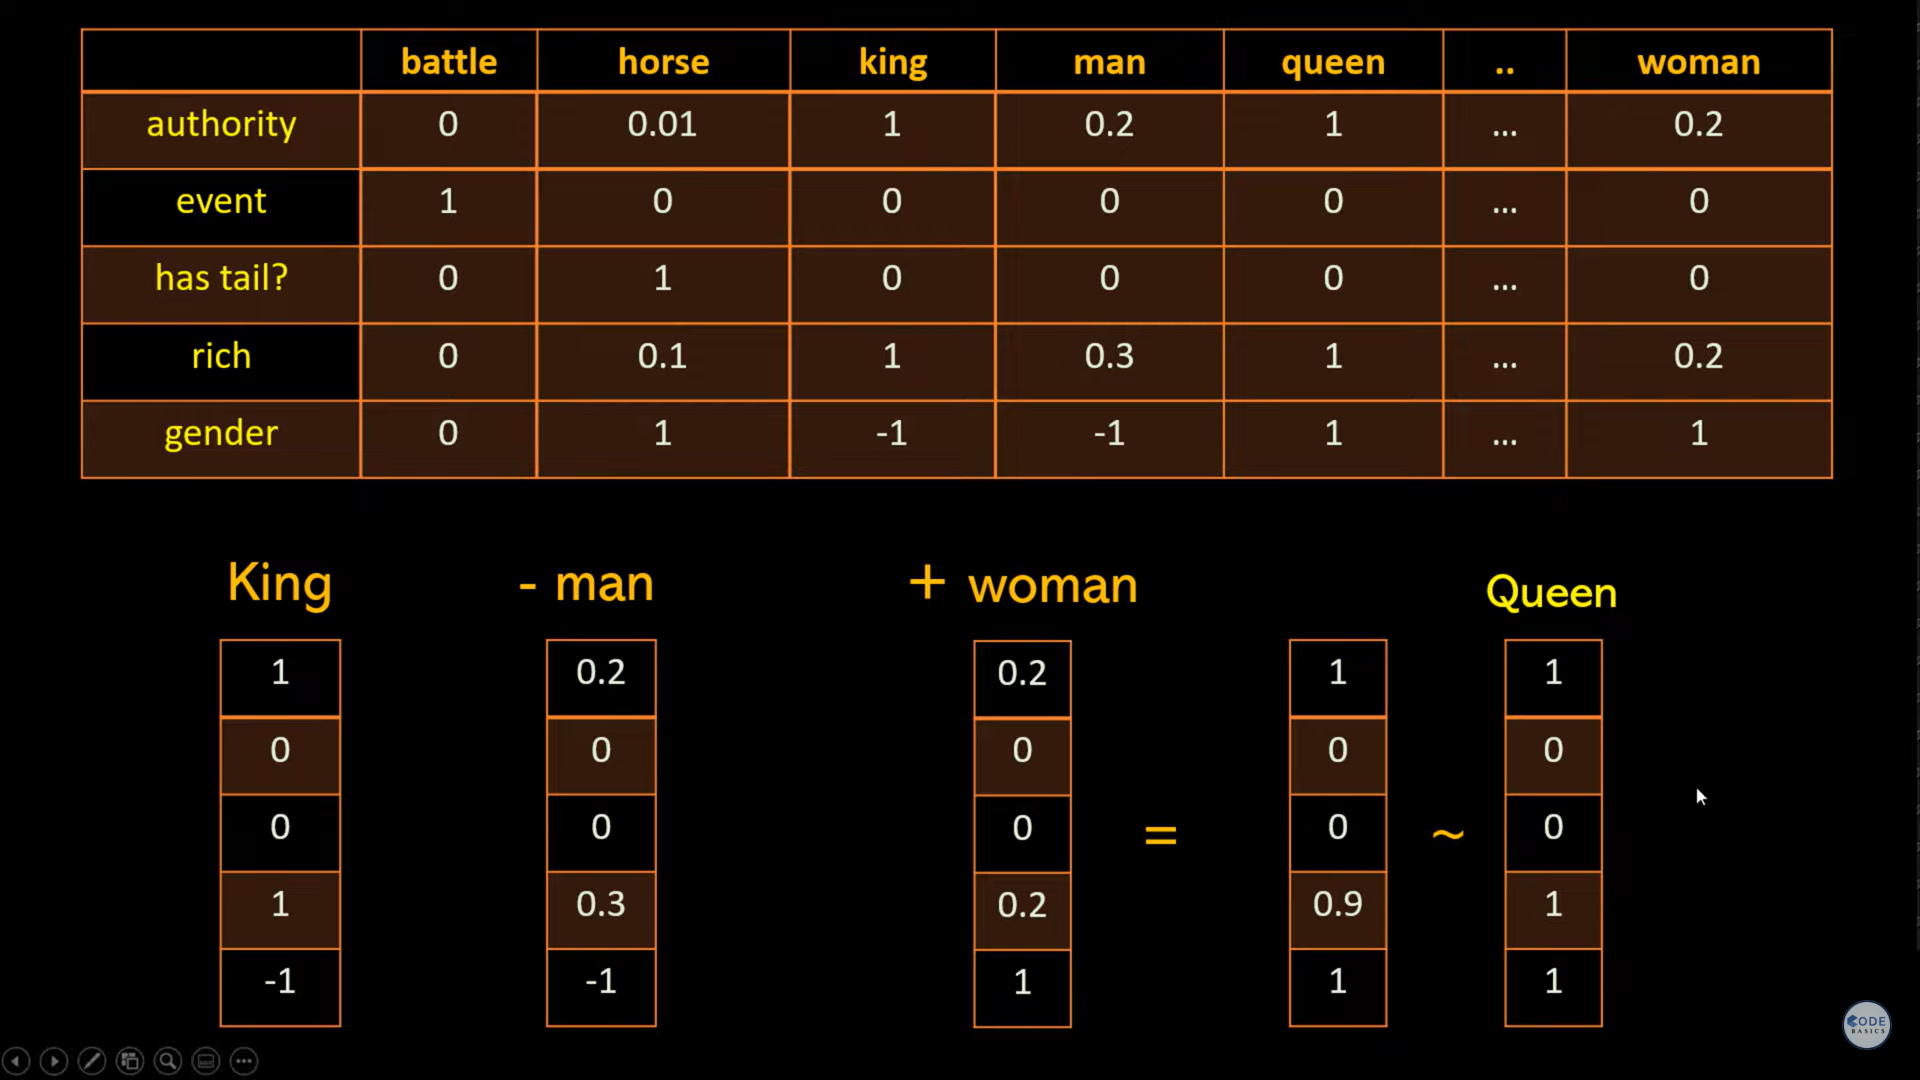 battle horse king man queen .. woman
authority 0 0.01 1 0.2 1 ... 0.2
event 1 0 0 0 0 ... 0
has tail? 0 1 0 0 0 ... 0
rich 0 0.1 1 0.3 1 ... 0.2
gender 0 1 -1 -1 1 ... 1
King - man + woman Queen
1 0.2 0.2 1 1
0 0 0 0 0
0 0 0 = 0 ~ 0
1 0.3 0.2 0.9 1
-1 -1 1 1 1
CODE
BASICS